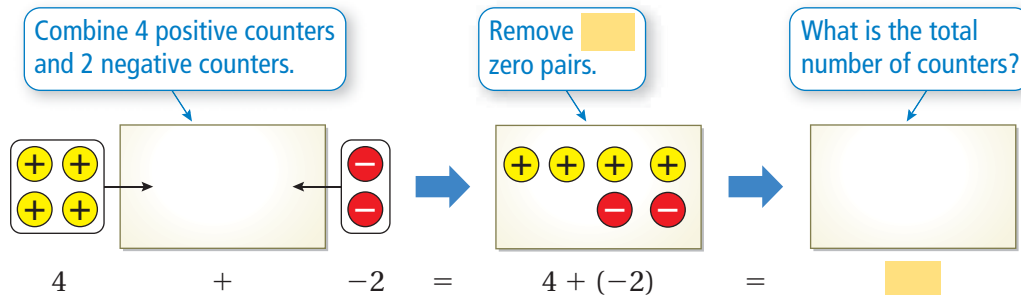 Combine 4 positive counters
and 2 negative counters.
Remove
zero pairs.
What is the total
number of counters?
+ +
+ +
−
−
+ + + +
− −
4 + −2 = 4 + (−2) =